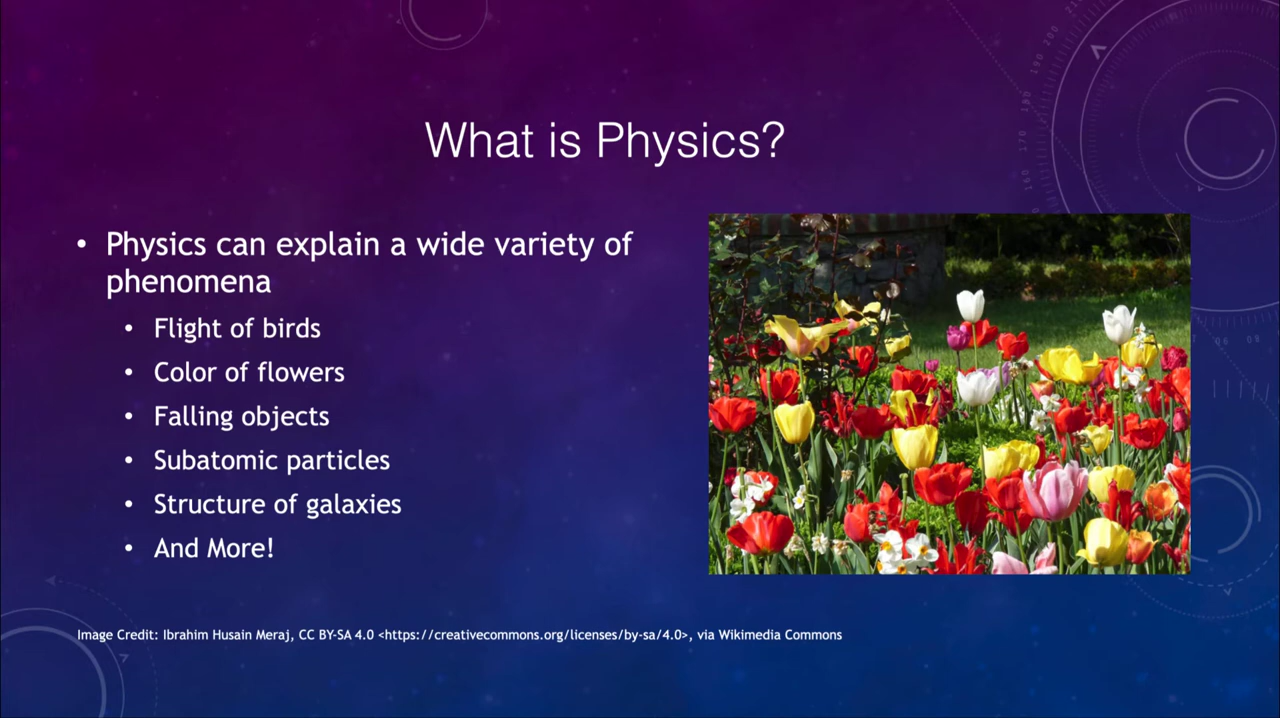 What is Physics?
• Physics can explain a wide variety of
phenomena
• Flight of birds
• Color of flowers
• Falling objects
• Subatomic particles
• Structure of galaxies
• And More!
Image Credit: Ibrahim Husain Meraj, CC BY-SA 4.0 <https://creativecommons.org/licenses/by-sa/4.0>, via Wikimedia Commons